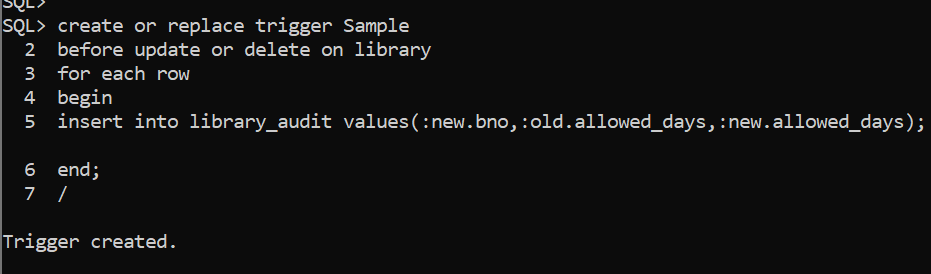 SQL>
SQL> create or replace trigger Sample
2 before update or delete on library
3 for each row
4 begin
5 insert into library_audit values(:new.bno,:old.allowed_days,:new.allowed_days);
6 end;
7 /
Trigger created.